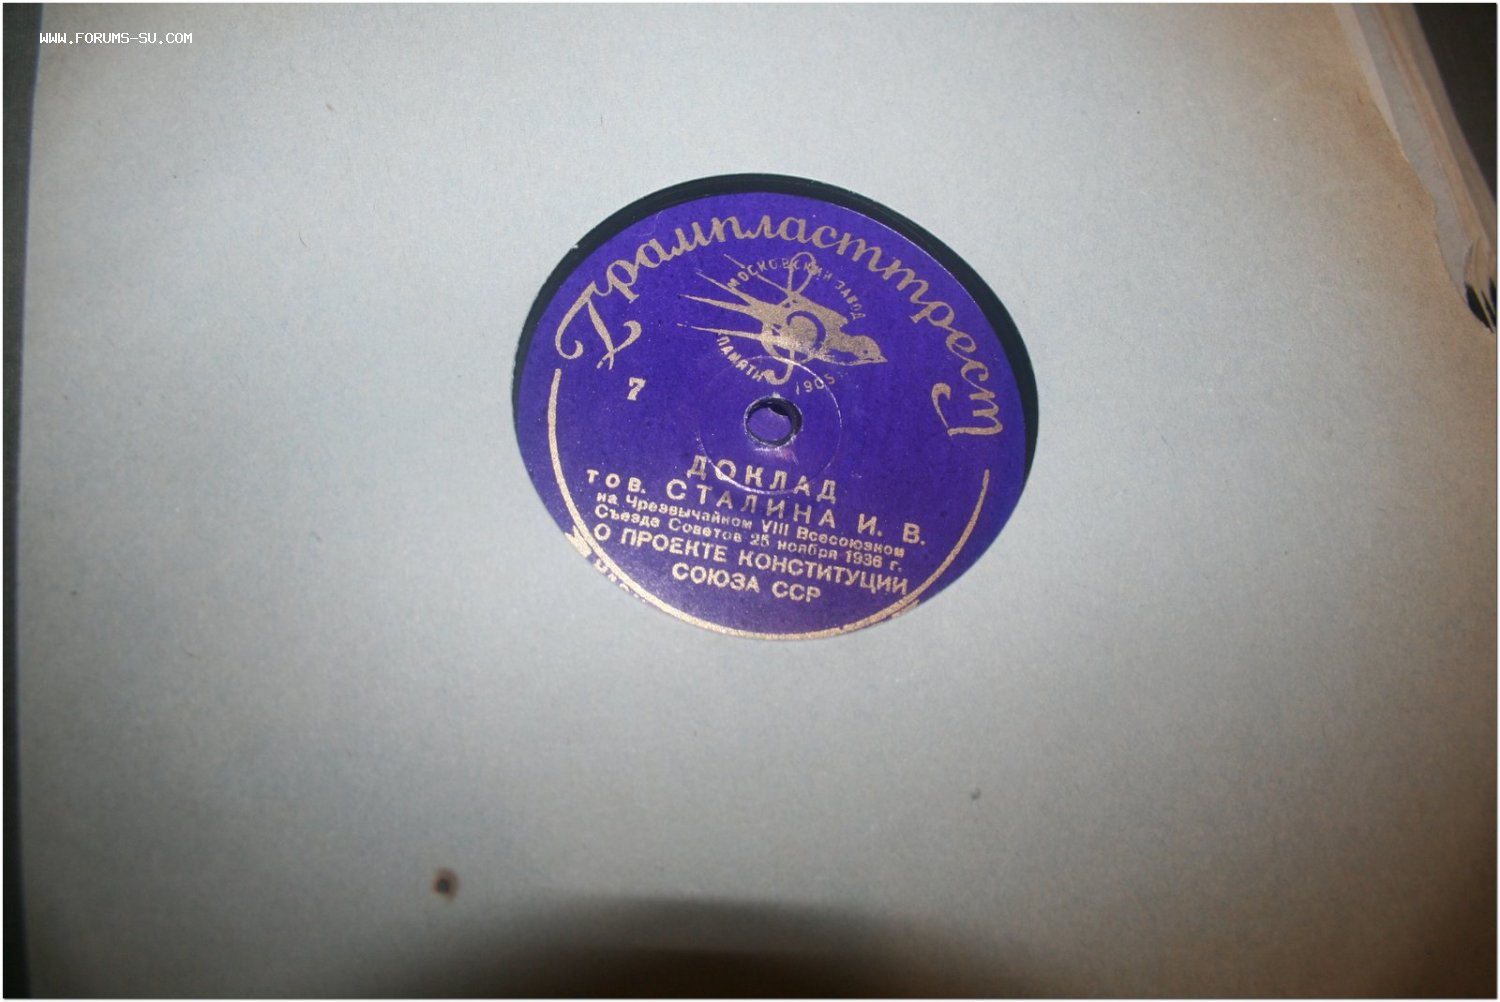 WWW.FORUMS-SU.COM
Грампласттрест
МОСКОВСКИЙ ЗАВОД
ПАМЯТИ 1905
7
ДОКЛАД
тов. СТАЛИНА И. В.
на Чрезвычайном VIII Всесоюзном
Съезде Советов 25 ноября 1936 г.
О ПРОЕКТЕ КОНСТИТУЦИИ
СОЮЗА ССР